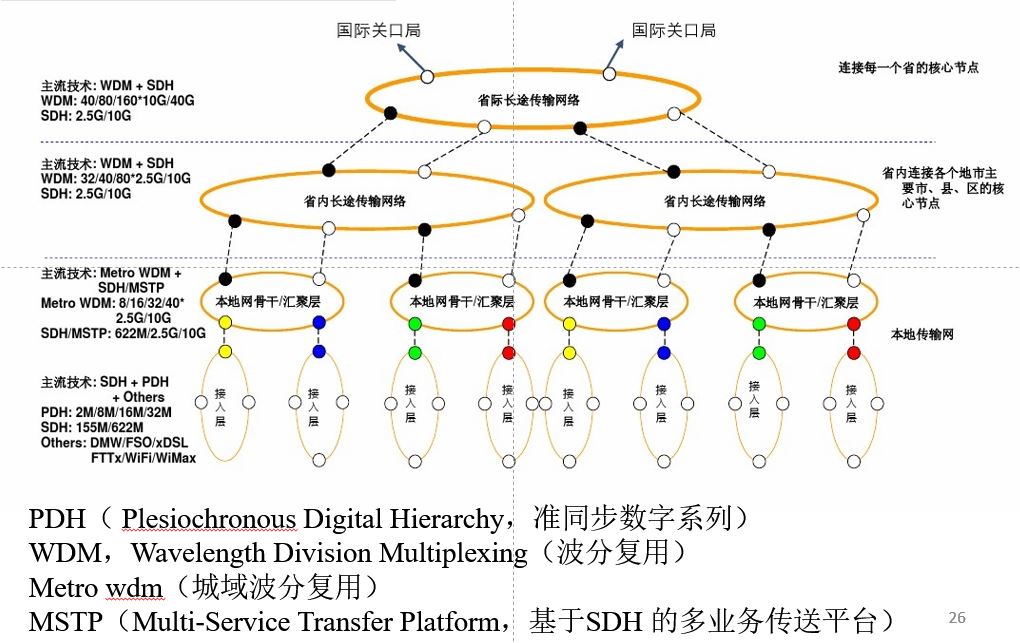 国际关口局
国际关口局
连接每一个省的核心节点
主流技术: WDM + SDH
WDM: 40/80/160*10G/40G
SDH: 2.5G/10G
省际长途传输网络
主流技术: WDM + SDH
WDM: 32/40/80*2.5G/10G
SDH: 2.5G/10G
省内长途传输网络
省内长途传输网络
省内连接各个地市主
要市、县、区的核
心节点
主流技术: Metro WDM +
SDH/MSTP
Metro WDM: 8/16/32/40*
2.5G/10G
SDH/MSTP: 622M/2.5G/10G
本地网骨干/汇聚层
本地网骨干/汇聚层
本地网骨干/汇聚层
本地网骨干/汇聚层
本地传输网
主流技术: SDH + PDH
+ Others
PDH: 2M/8M/16M/32M
SDH: 155M/622M
Others: DMW/FSO/xDSL
FTTx/WiFi/WiMax
接入层
接入层
接入层
接入层
接入层
接入层
接入层
接入层
PDH（ Plesiochronous Digital Hierarchy，准同步数字系列）
WDM，Wavelength Division Multiplexing（波分复用）
Metro wdm（城域波分复用）
MSTP（Multi-Service Transfer Platform，基于SDH 的多业务传送平台）
26